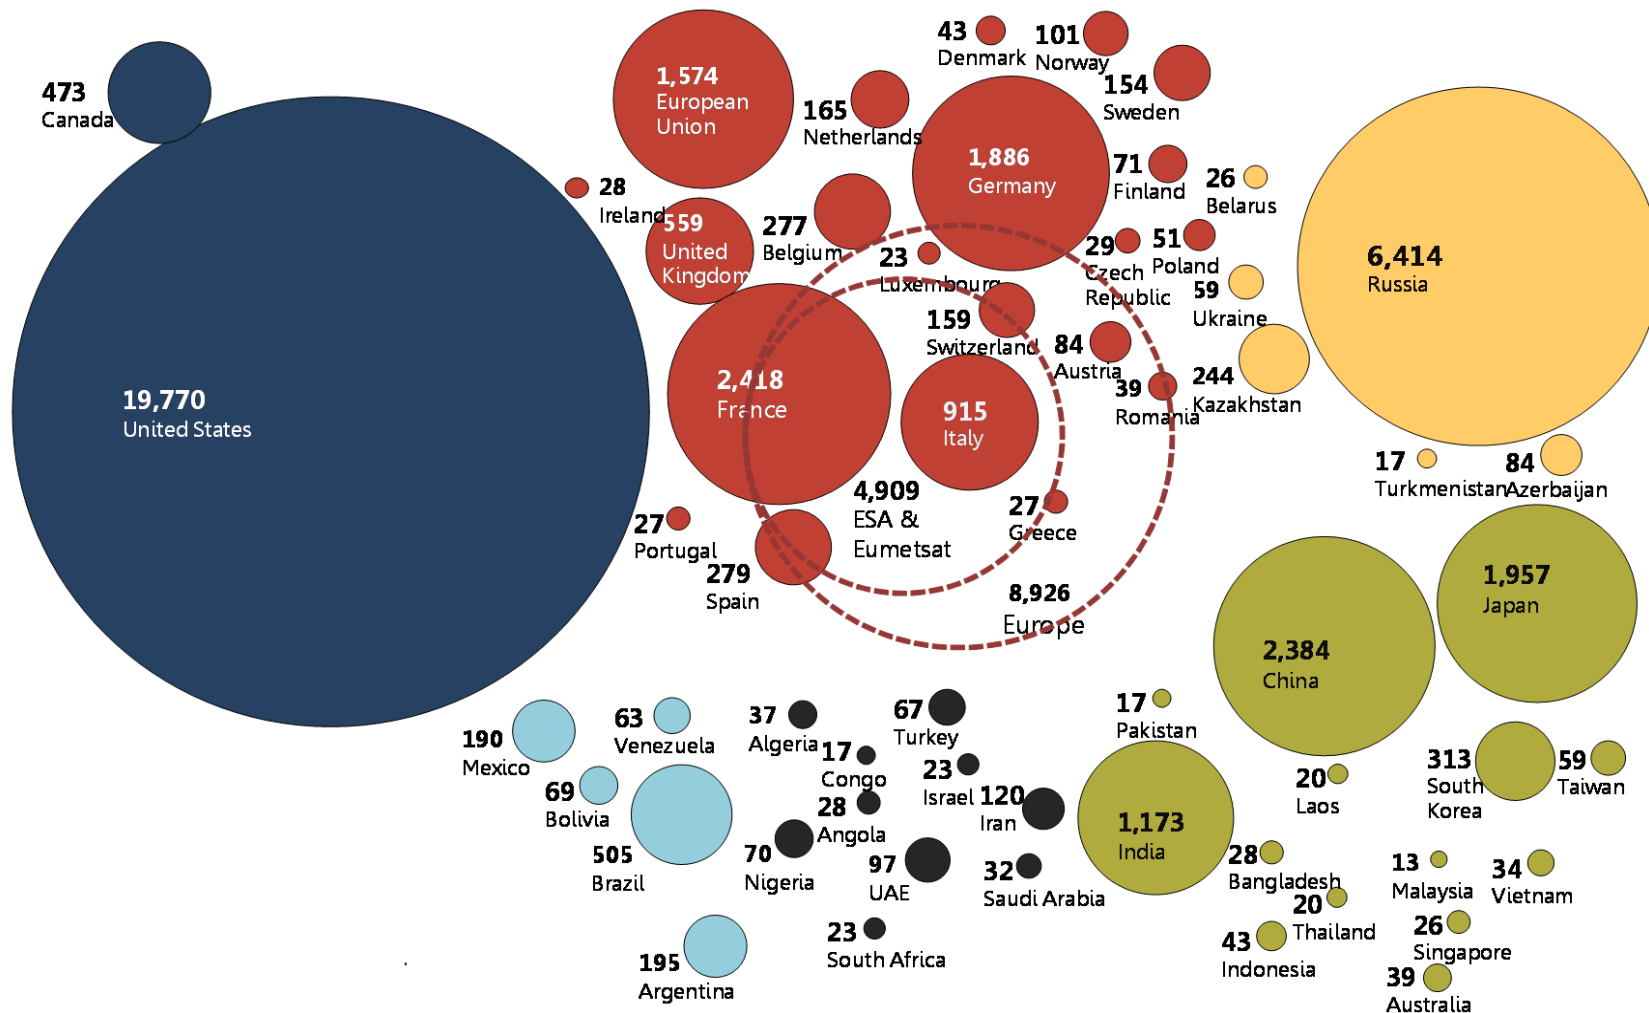 473
Canada
19,770
United States
1,574
European
Union
165
Netherlands
43
Denmark
101
Norway
154
Sweden
1,886
Germany
71
Finland
26
Belarus
28
Ireland
559
United
Kingdom
277
Belgium
23
Luxembourg
29
Czech
Republic
51
Poland
59
Ukraine
6,414
Russia
159
Switzerland
84
Austria
39
Romania
244
Kazakhstan
2,418
France
915
Italy
17
Turkmenistan
84
Azerbaijan
4,909
ESA &
Eumetsat
27
Greece
27
Portugal
279
Spain
8,926
Europe
1,957
Japan
2,384
China
190
Mexico
63
Venezuela
69
Bolivia
505
Brazil
195
Argentina
37
Algeria
17
Congo
28
Angola
70
Nigeria
67
Turkey
23
Israel
120
Iran
97
UAE
32
Saudi Arabia
23
South Africa
17
Pakistan
1,173
India
20
Laos
313
South
Korea
59
Taiwan
28
Bangladesh
20
Thailand
43
Indonesia
13
Malaysia
34
Vietnam
26
Singapore
39
Australia